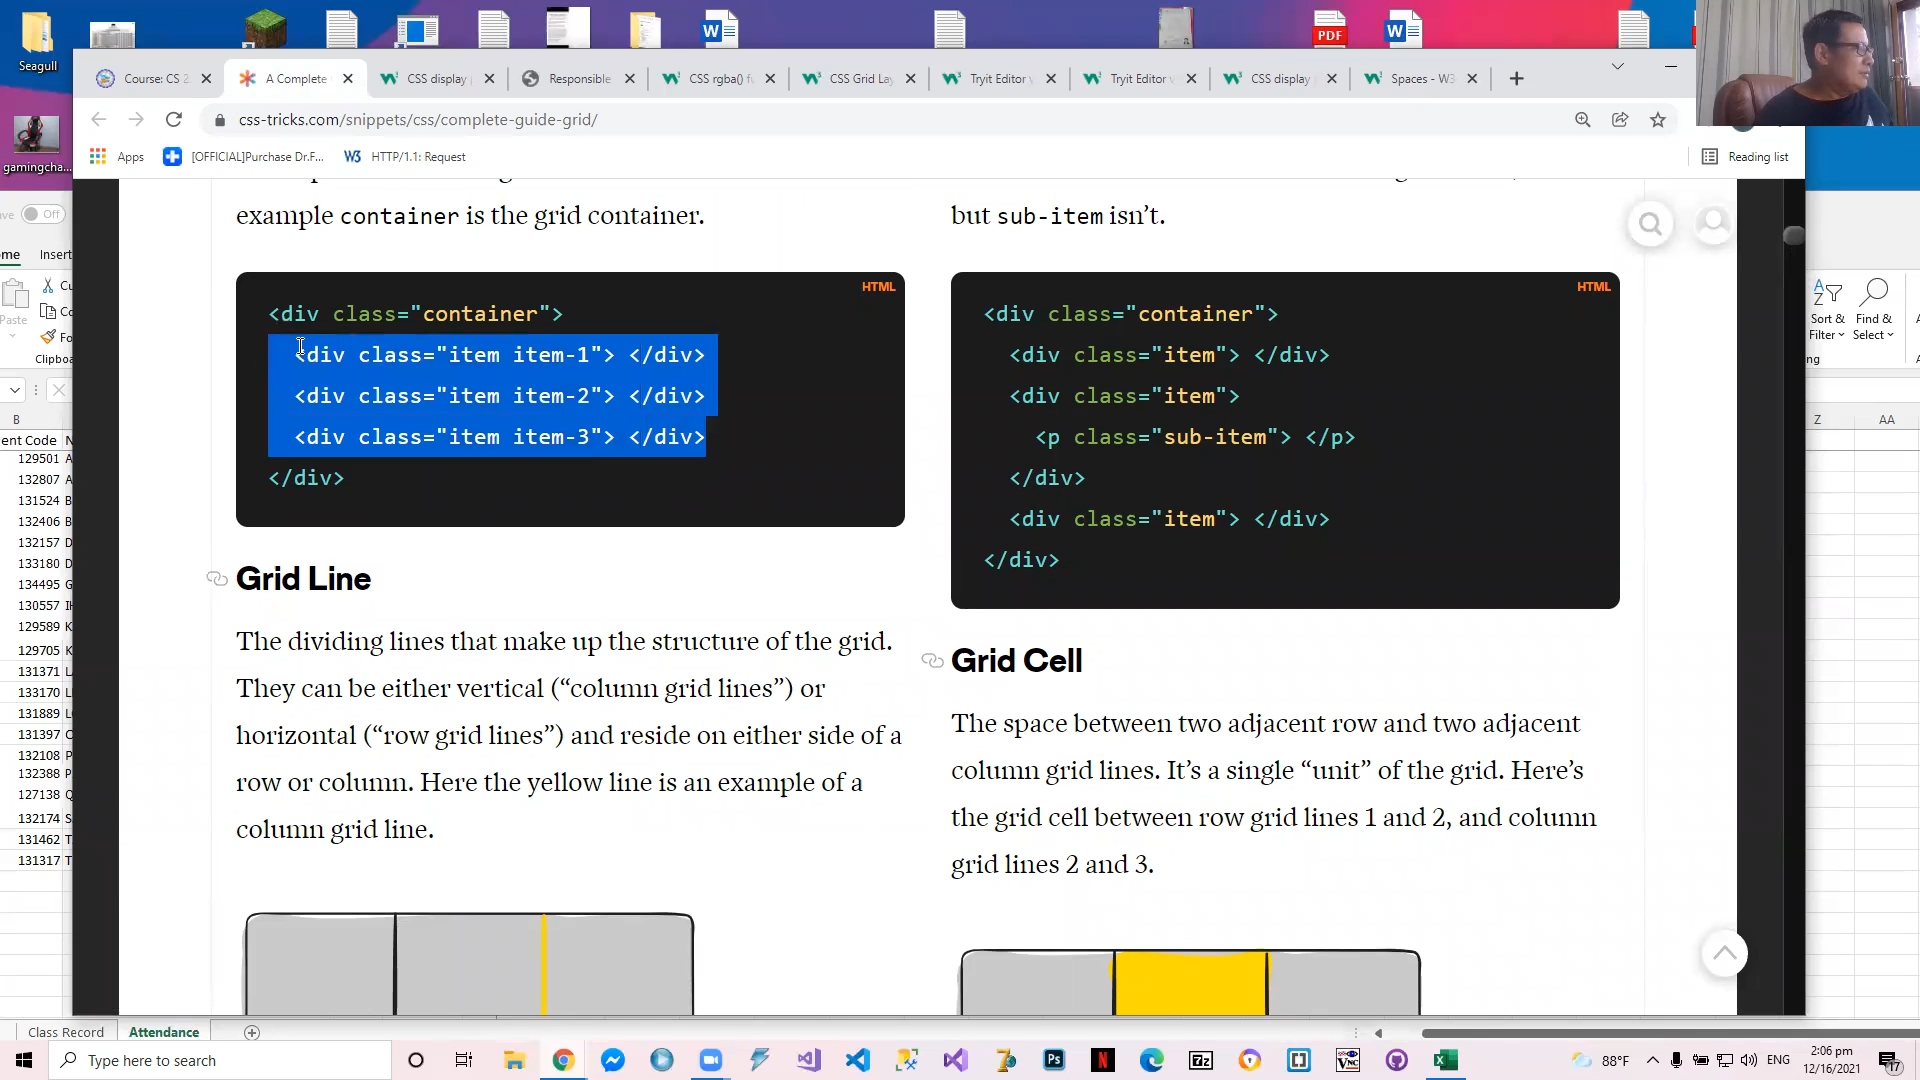 Seagull
PDF
Course: CS 2
A Complete
CSS display
Responsible
CSS rgba() fu
CSS Grid Lay
Tryit Editor v
Tryit Editor v
CSS display
Spaces - W3
css-tricks.com/snippets/css/complete-guide-grid/
gamingcha...
Apps
[OFFICIAL]Purchase Dr.F...
HTTP/1.1: Request
Reading list
example container is the grid container.
but sub-item isn't.
HTML
<div class="container">
<div class="item item-1"> </div>
<div class="item item-2"> </div>
<div class="item item-3"> </div>
</div>
HTML
<div class="container">
<div class="item"> </div>
<div class="item">
<p class="sub-item"> </p>
</div>
<div class="item"> </div>
</div>
Grid Line
The dividing lines that make up the structure of the grid.
They can be either vertical (“column grid lines”) or
horizontal (“row grid lines”) and reside on either side of a
row or column. Here the yellow line is an example of a
column grid line.
Grid Cell
The space between two adjacent row and two adjacent
column grid lines. It’s a single “unit” of the grid. Here’s
the grid cell between row grid lines 1 and 2, and column
grid lines 2 and 3.
Off
Insert
Paste
Clipboa
Sort &
Filter
Find &
Select
B
Z
AA
ent Code
129501 A
132807 A
131524 B
132406 B
132157 D
133180 D
134495 G
130557 IH
129589 K
129705 K
131371 LA
133170 LI
131889 LO
131397 O
132108 P
132388 P
127138 Q
132174 S
131462 T
131317 T
Class Record
Attendance
Type here to search
88°F
ENG
2:06 pm
12/16/2021
17